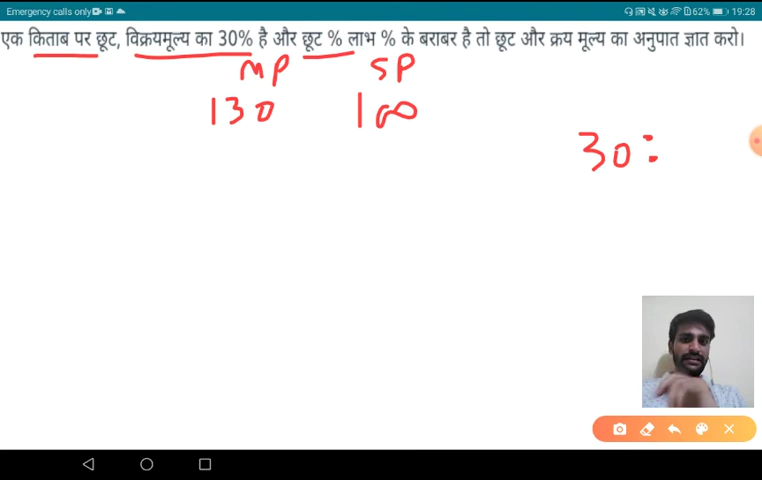 Emergency calls only 62% 19:28
एक किताब पर छूट, विक्रयमूल्य का 30% है और छूट % लाभ % के बराबर है तो छूट और क्रय मूल्य का अनुपात ज्ञात करो।
MP SP
130 100
30 :